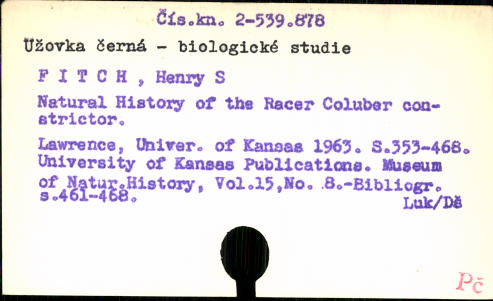 Čís.kn. 2-539.878
Užovka černá - biologické studie
F I T C H , Henry S
Natural History of the Racer Coluber con-
strictor.
Lawrence, Univer. of Kansas 1963. S.353-468.
University of Kansas Publications. Museum
of Natur.History, Vol.15,No. 8.-Bibliogr.
s.461-468.
Luk/Dě
Pč